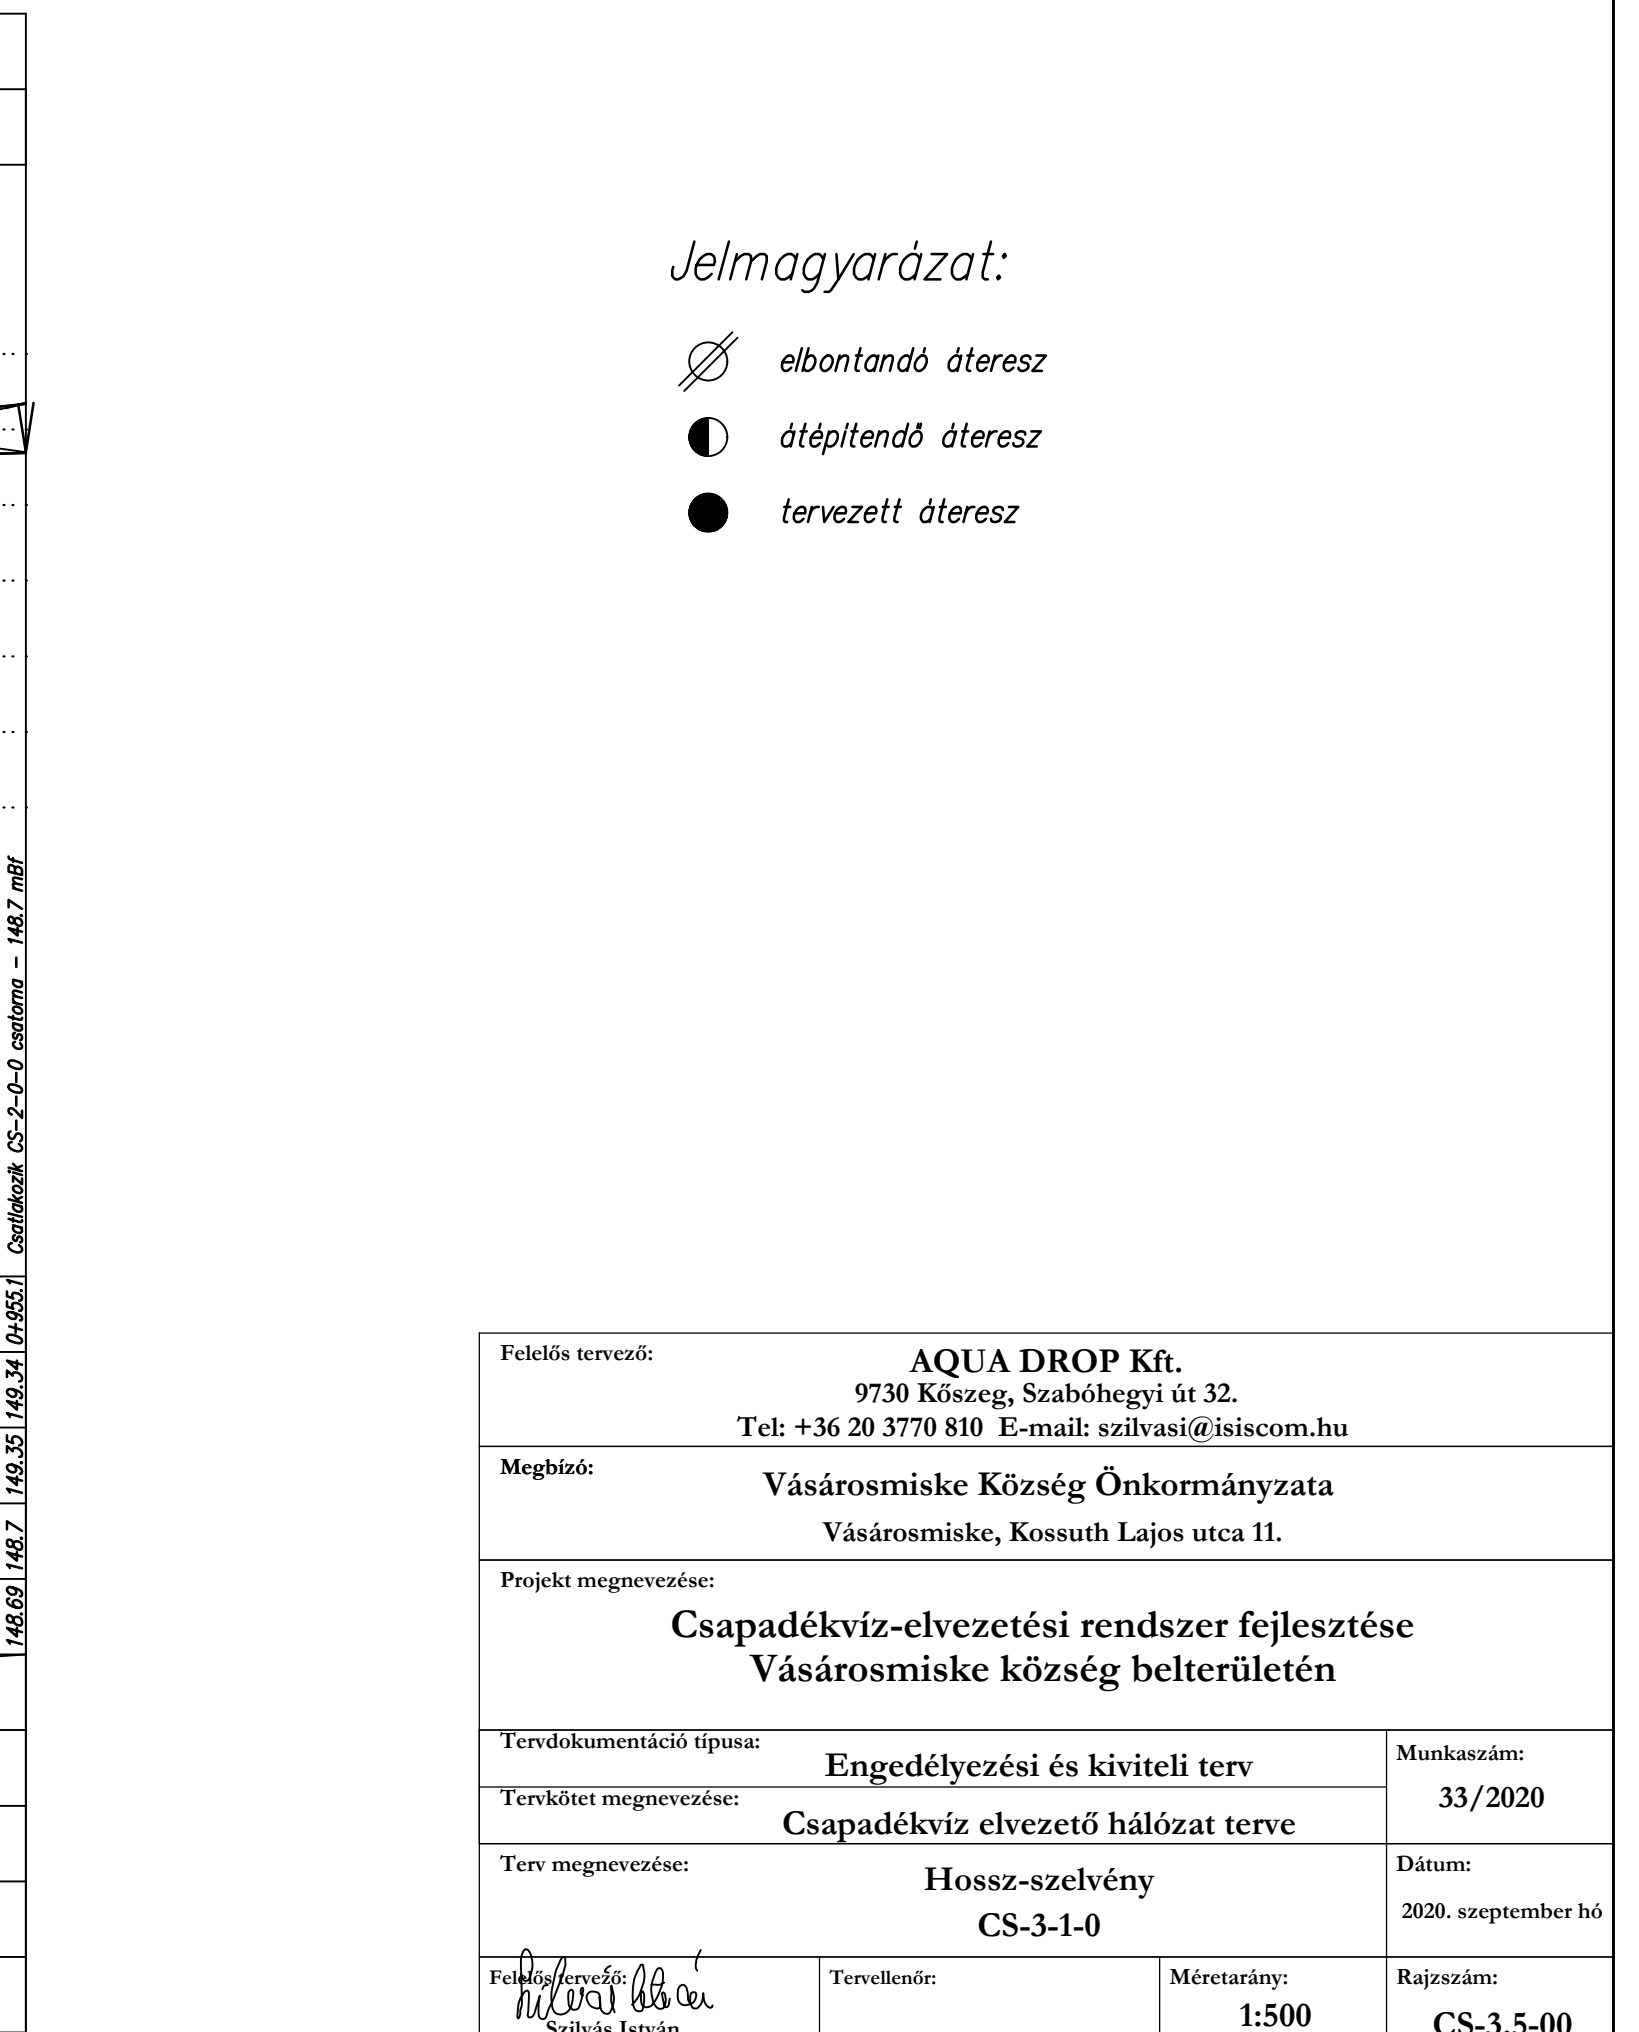 Jelmagyarázat:
elbontandó áteresz
átépítendő áteresz
tervezett áteresz
Csatlakozik CS-2-0-0 csatorna - 148.7 mBf
0+955.1
149.34
149.35
148.7
148.69
Felelős tervező:
AQUA DROP Kft.
9730 Kőszeg, Szabóhegyi út 32.
Tel: +36 20 3770 810 E-mail: szilvasi@isiscom.hu
Megbízó:
Vásárosmiske Község Önkormányzata
Vásárosmiske, Kossuth Lajos utca 11.
Projekt megnevezése:
Csapadékvíz-elvezetési rendszer fejlesztése
Vásárosmiske község belterületén
Tervdokumentáció típusa:
Engedélyezési és kiviteli terv
Munkaszám:
33/2020
Tervkötet megnevezése:
Csapadékvíz elvezető hálózat terve
Terv megnevezése:
Hossz-szelvény
CS-3-1-0
Dátum:
2020. szeptember hó
Felelős tervező:
Szilvás István
Tervellenőr:
Méretarány:
1:500
Rajzszám:
CS-3.5-00